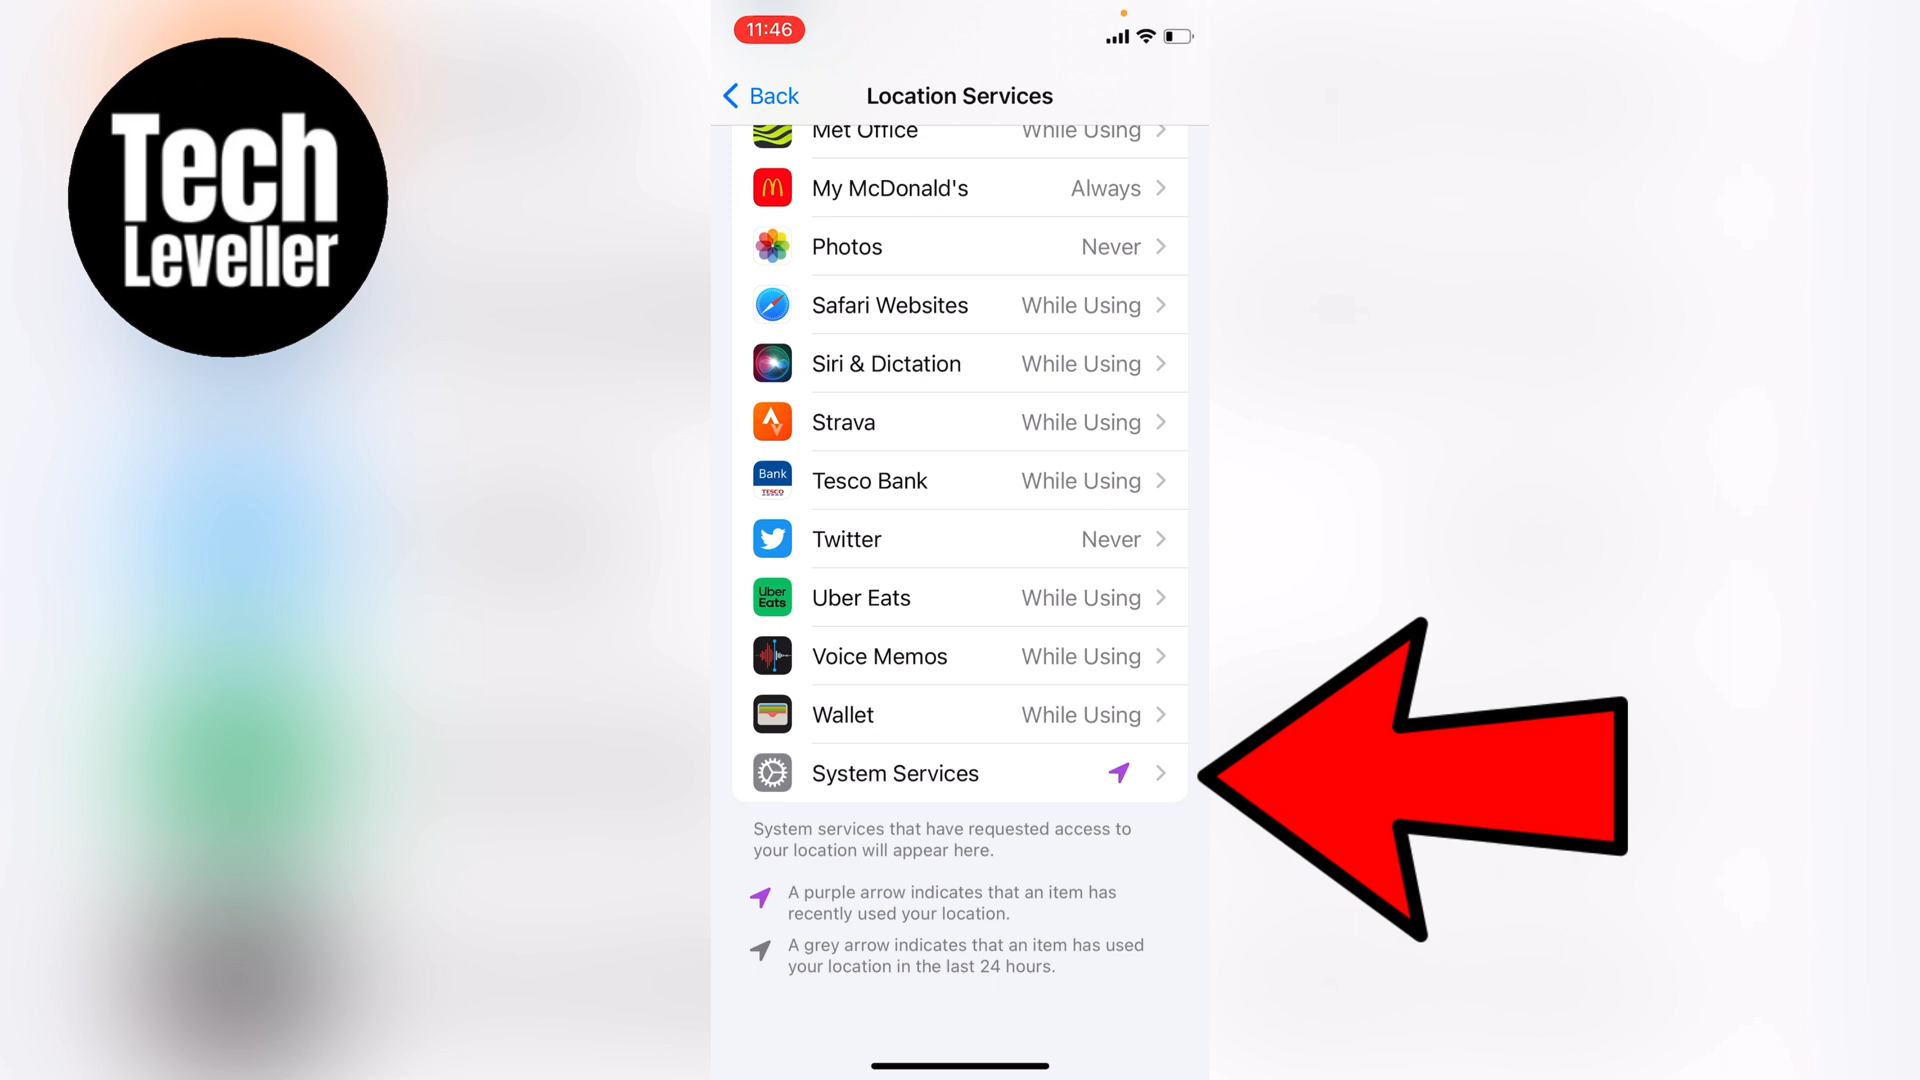 Tech
Leveller
11:46
Back
Location Services
Met Office While Using
My McDonald's Always
Photos Never
Safari Websites While Using
Siri & Dictation While Using
Strava While Using
Bank
TESCO
Tesco Bank While Using
Twitter Never
Uber
Eats
Uber Eats While Using
Voice Memos While Using
Wallet While Using
System Services
System services that have requested access to
your location will appear here.
A purple arrow indicates that an item has
recently used your location.
A grey arrow indicates that an item has used
your location in the last 24 hours.